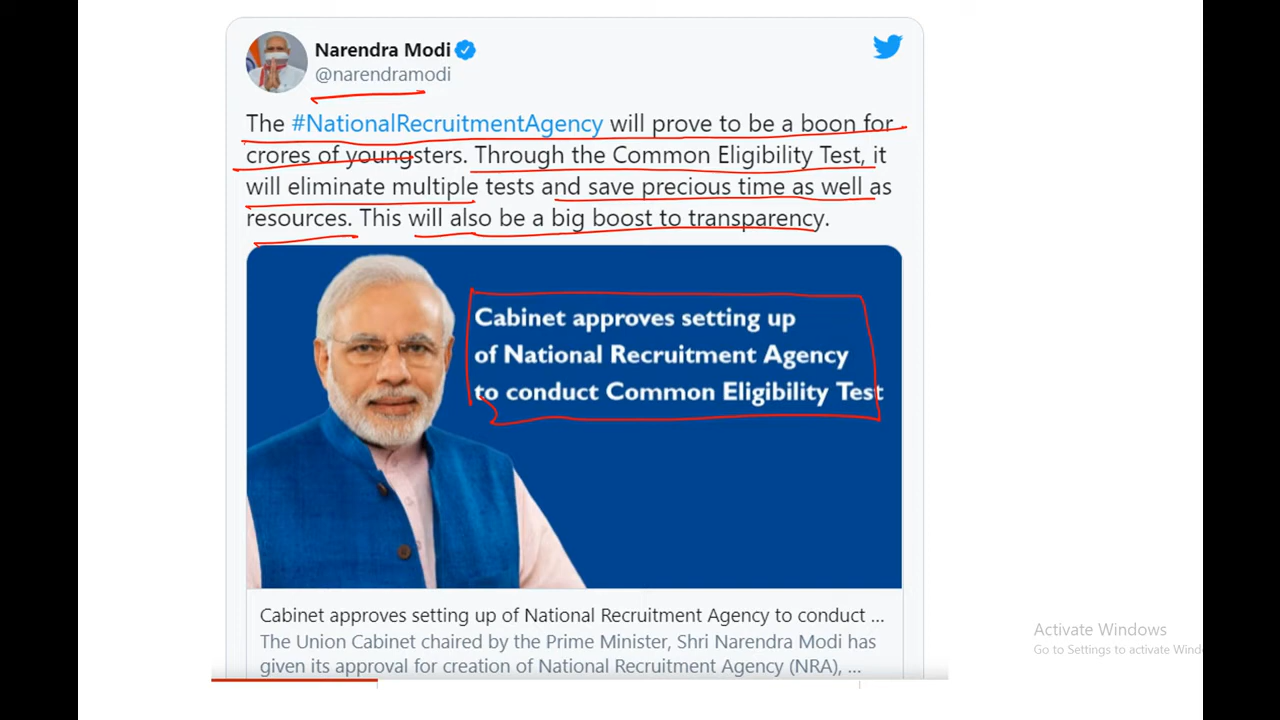 Narendra Modi
@narendramodi
The #NationalRecruitmentAgency will prove to be a boon for
crores of youngsters. Through the Common Eligibility Test, it
will eliminate multiple tests and save precious time as well as
resources. This will also be a big boost to transparency.
Cabinet approves setting up
of National Recruitment Agency
to conduct Common Eligibility Test
Cabinet approves setting up of National Recruitment Agency to conduct ...
The Union Cabinet chaired by the Prime Minister, Shri Narendra Modi has
given its approval for creation of National Recruitment Agency (NRA), ...
Activate Windows
Go to Settings to activate Wind